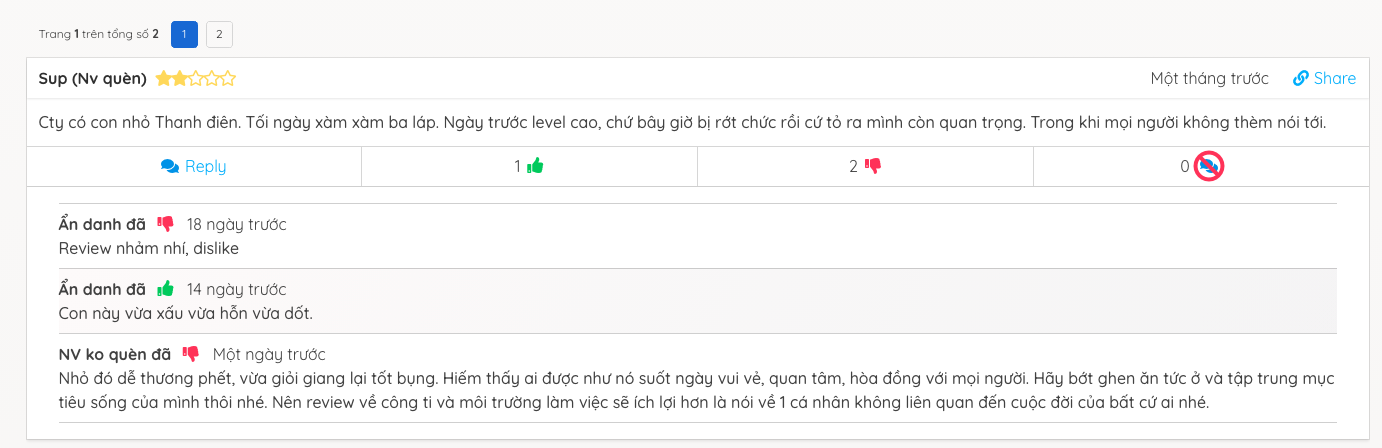 Trang 1 trên tổng số 2 1 2
Sup (Nv quèn) Một tháng trước Share
Cty có con nhỏ Thanh điên. Tối ngày xàm xàm ba láp. Ngày trước level cao, chứ bây giờ bị rớt chức rồi cứ tỏ ra mình còn quan trọng. Trong khi mọi người không thèm nói tới.
Reply 1 2 0
Ẩn danh đã 18 ngày trước
Review nhảm nhí, dislike
Ẩn danh đã 14 ngày trước
Con này vừa xấu vừa hỗn vừa dốt.
NV ko quèn đã Một ngày trước
Nhỏ đó dễ thương phết, vừa giỏi giang lại tốt bụng. Hiếm thấy ai được như nó suốt ngày vui vẻ, quan tâm, hòa đồng với mọi người. Hãy bớt ghen ăn tức ở và tập trung mục
tiêu sống của mình thôi nhé. Nên review về công ti và môi trường làm việc sẽ ích lợi hơn là nói về 1 cá nhân không liên quan đến cuộc đời của bất cứ ai nhé.